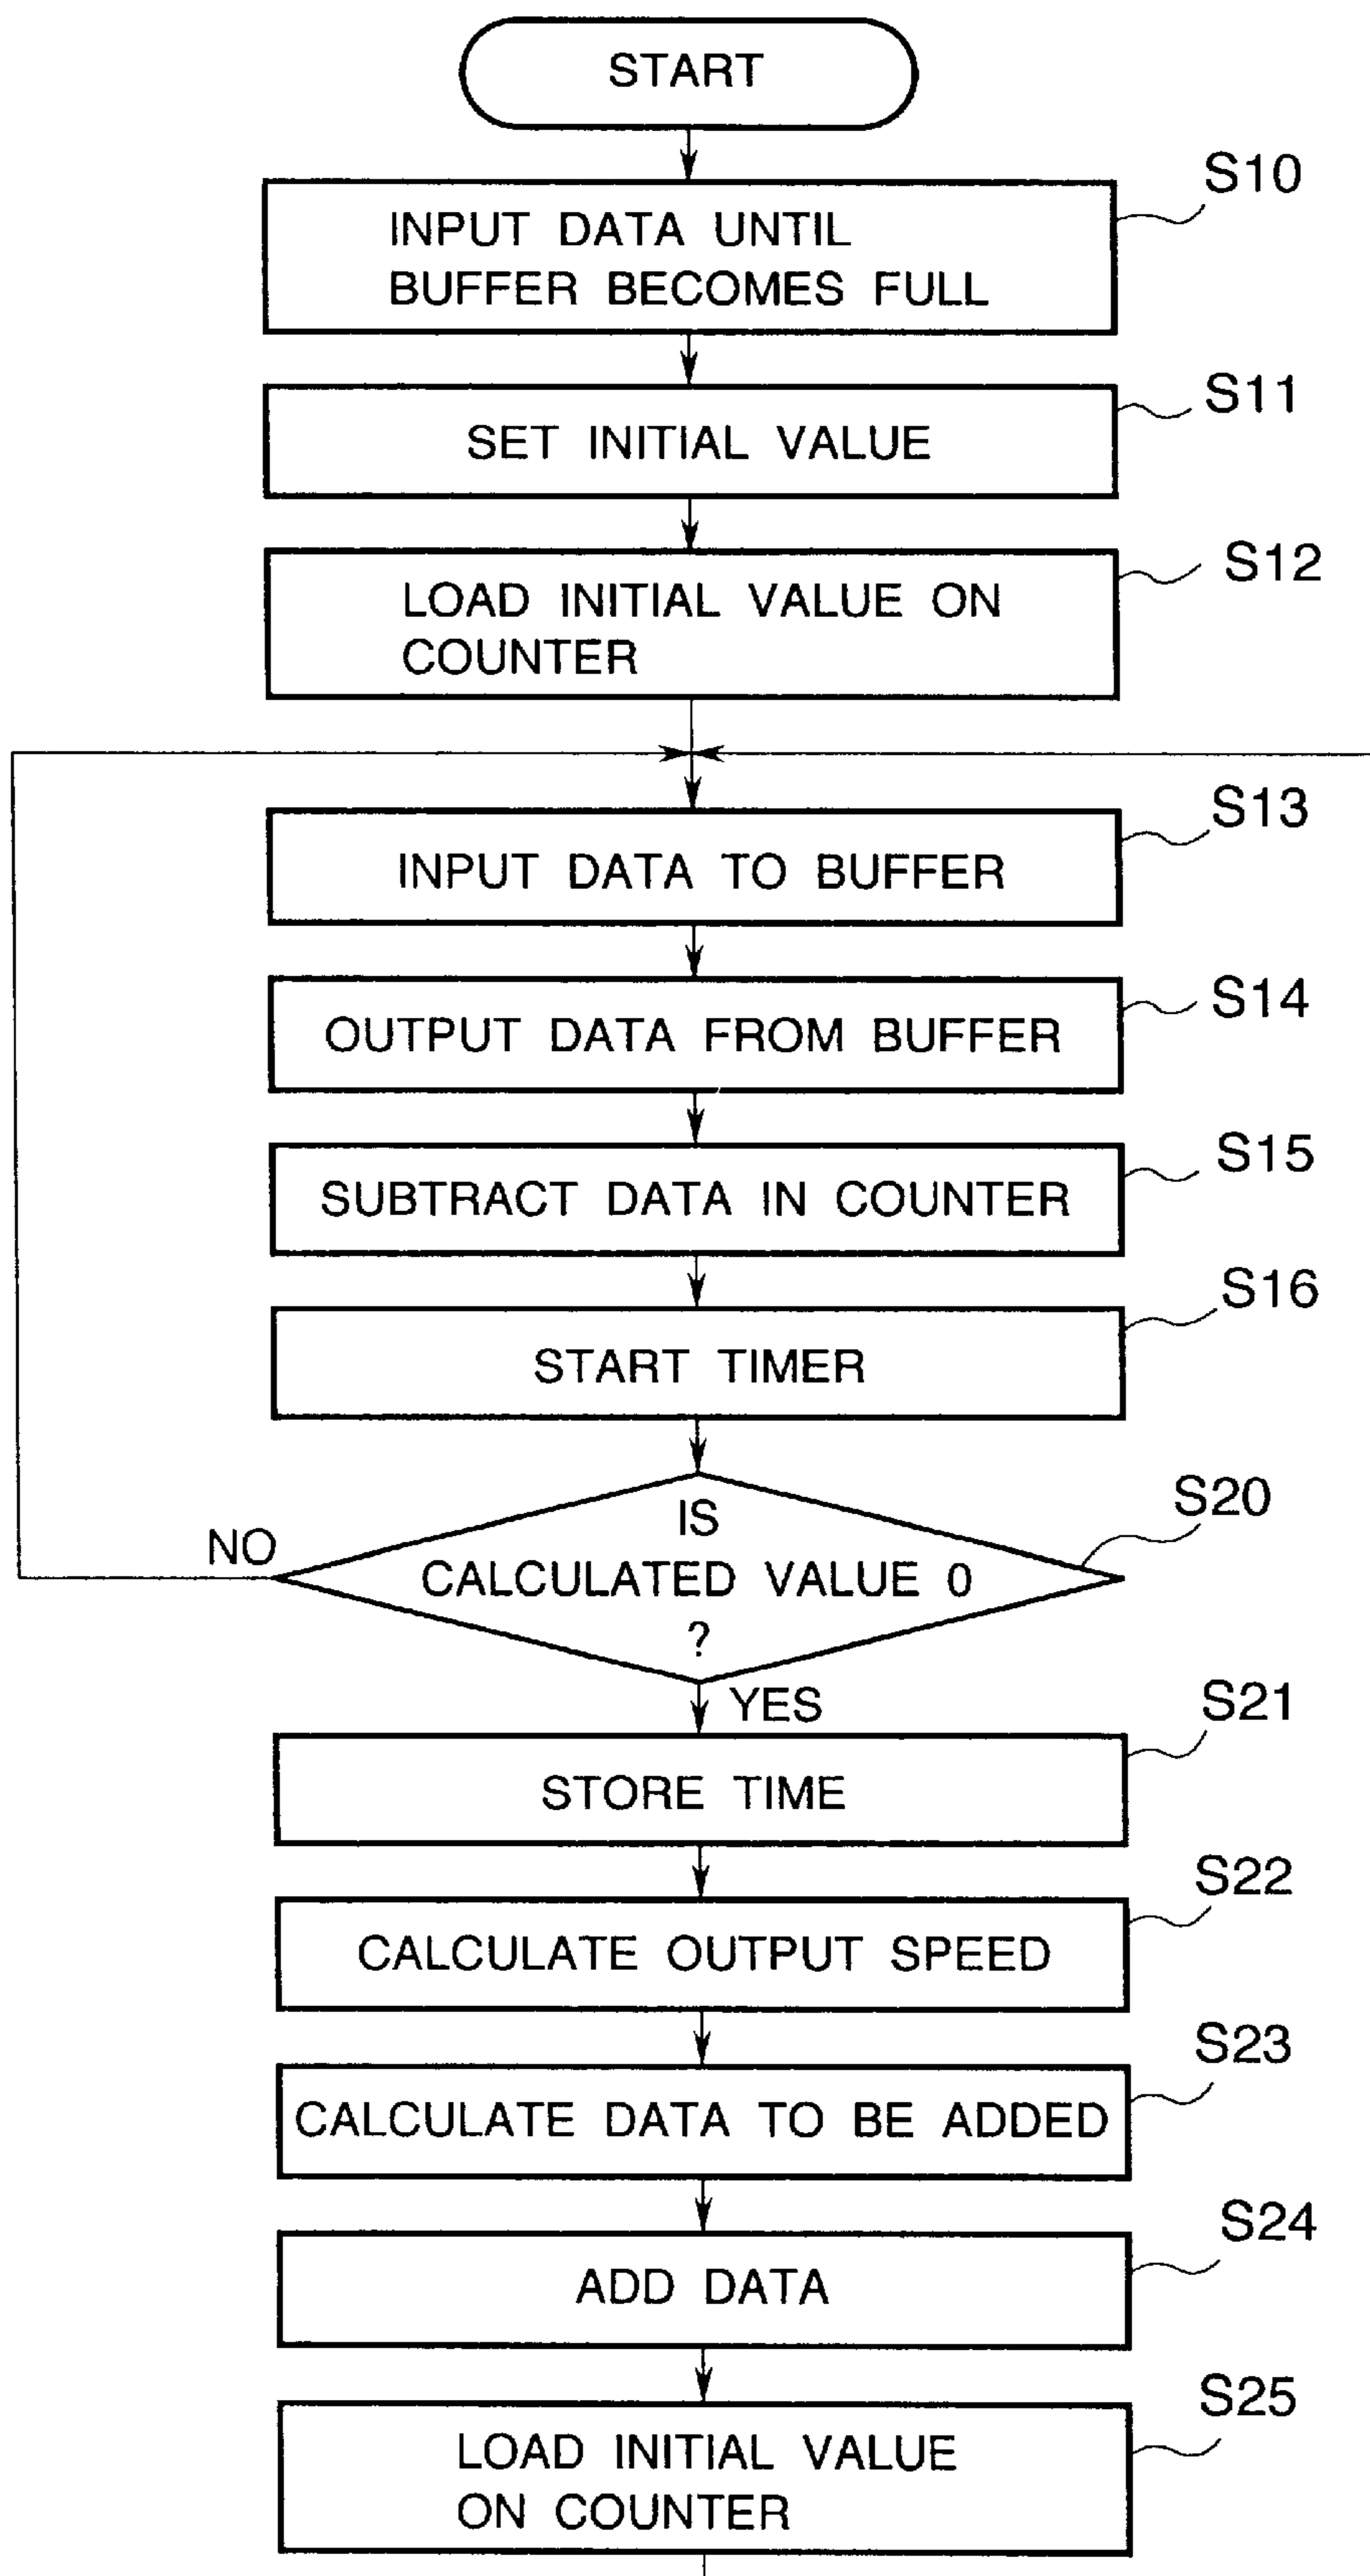 START
S10
INPUT DATA UNTIL
BUFFER BECOMES FULL
S11
SET INITIAL VALUE
S12
LOAD INITIAL VALUE ON
COUNTER
S13
INPUT DATA TO BUFFER
S14
OUTPUT DATA FROM BUFFER
S15
SUBTRACT DATA IN COUNTER
S16
START TIMER
S20
IS
NO
CALCULATED VALUE 0
?
YES
S21
STORE TIME
S22
CALCULATE OUTPUT SPEED
S23
CALCULATE DATA TO BE ADDED
S24
ADD DATA
S25
LOAD INITIAL VALUE
ON COUNTER